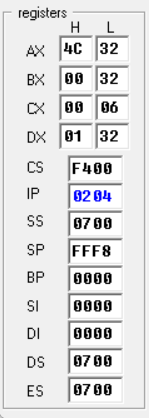 registers
H L
AX 4C 32
BX 00 32
CX 00 06
DX 01 32
CS F400
IP 0204
SS 0700
SP FFF8
BP 0000
SI 0000
DI 0000
DS 0700
ES 0700